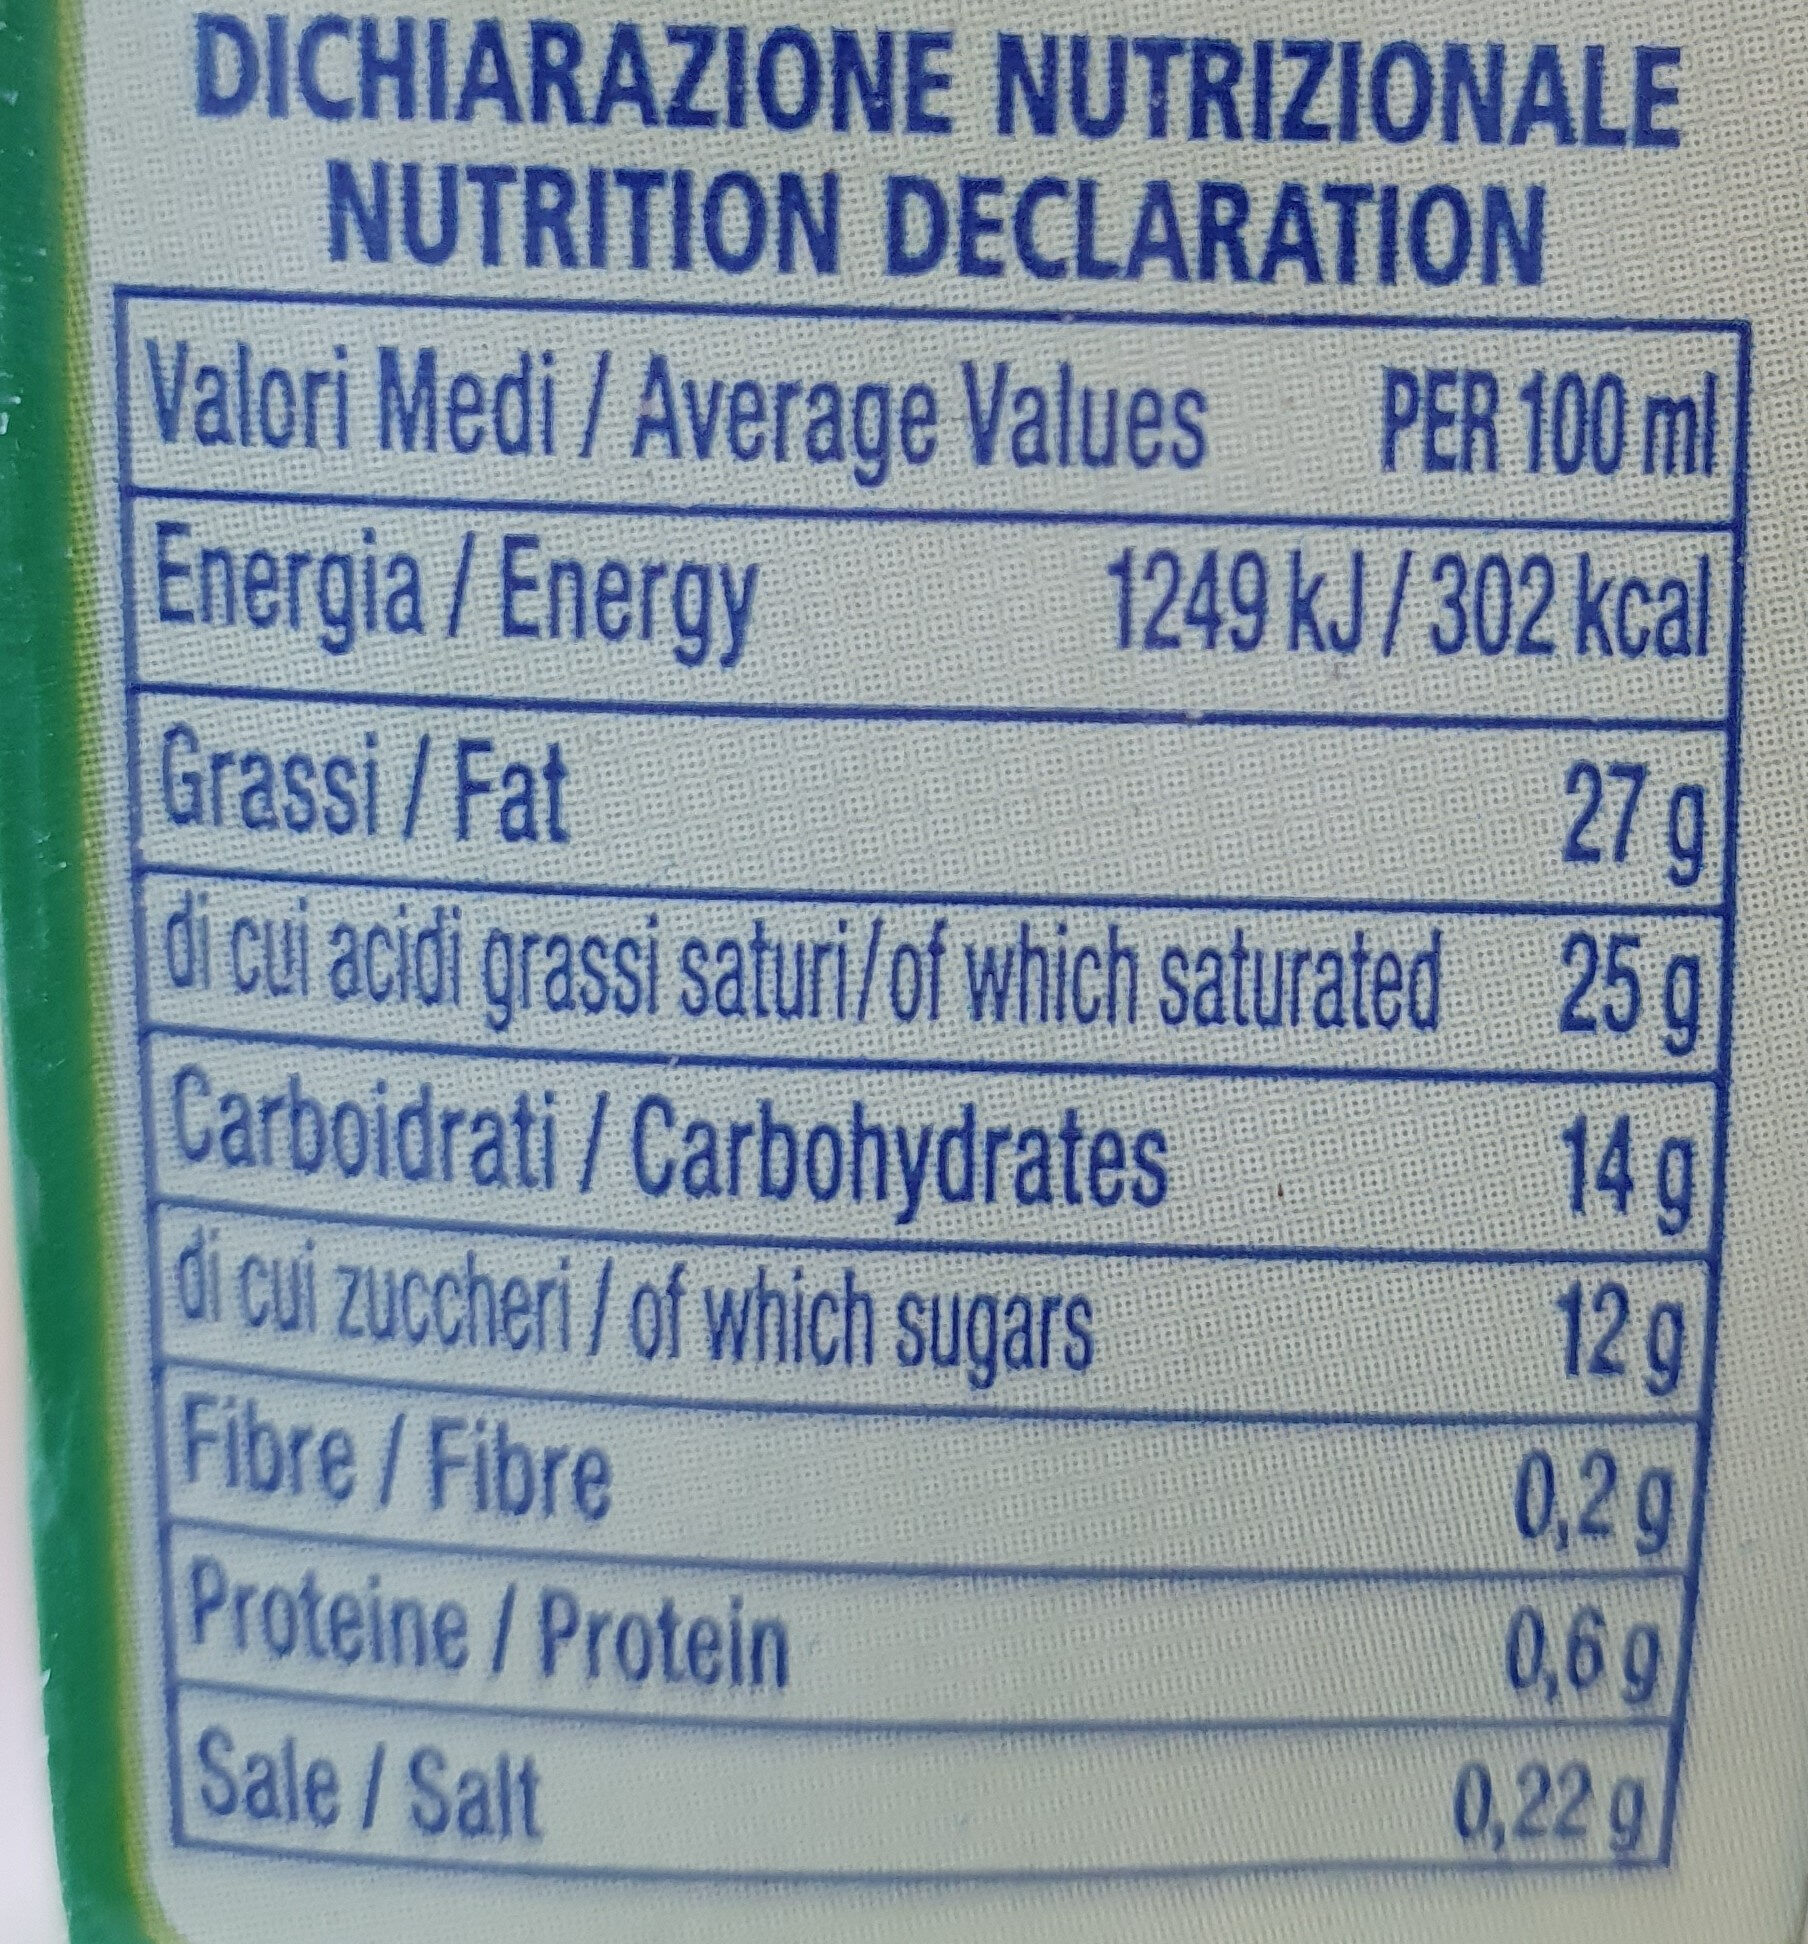 DICHIARAZIONE NUTRIZIONALE
NUTRITION DECLARATION
Valori Medi / Average Values PER 100 ml
Energia / Energy 1249 kJ / 302 kcal
Grassi / Fat 27 g
di cui acidi grassi saturi/of which saturated 25 g
Carboidrati / Carbohydrates 14 g
di cui zuccheri / of which sugars 12 g
Fibre / Fibre 0,2 g
Proteine / Protein 0,6 g
Sale / Salt 0,22 g